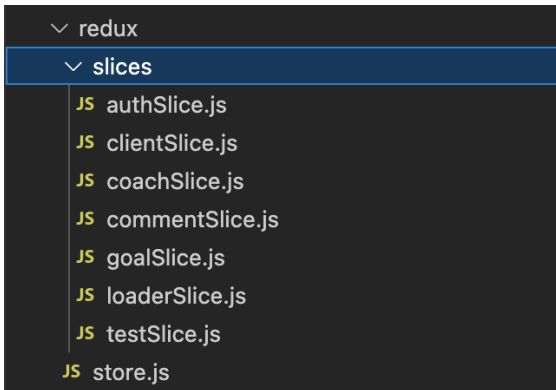 redux
slices
JS authSlice.js
JS clientSlice.js
JS coachSlice.js
JS commentSlice.js
JS goalSlice.js
JS loaderSlice.js
JS testSlice.js
JS store.js